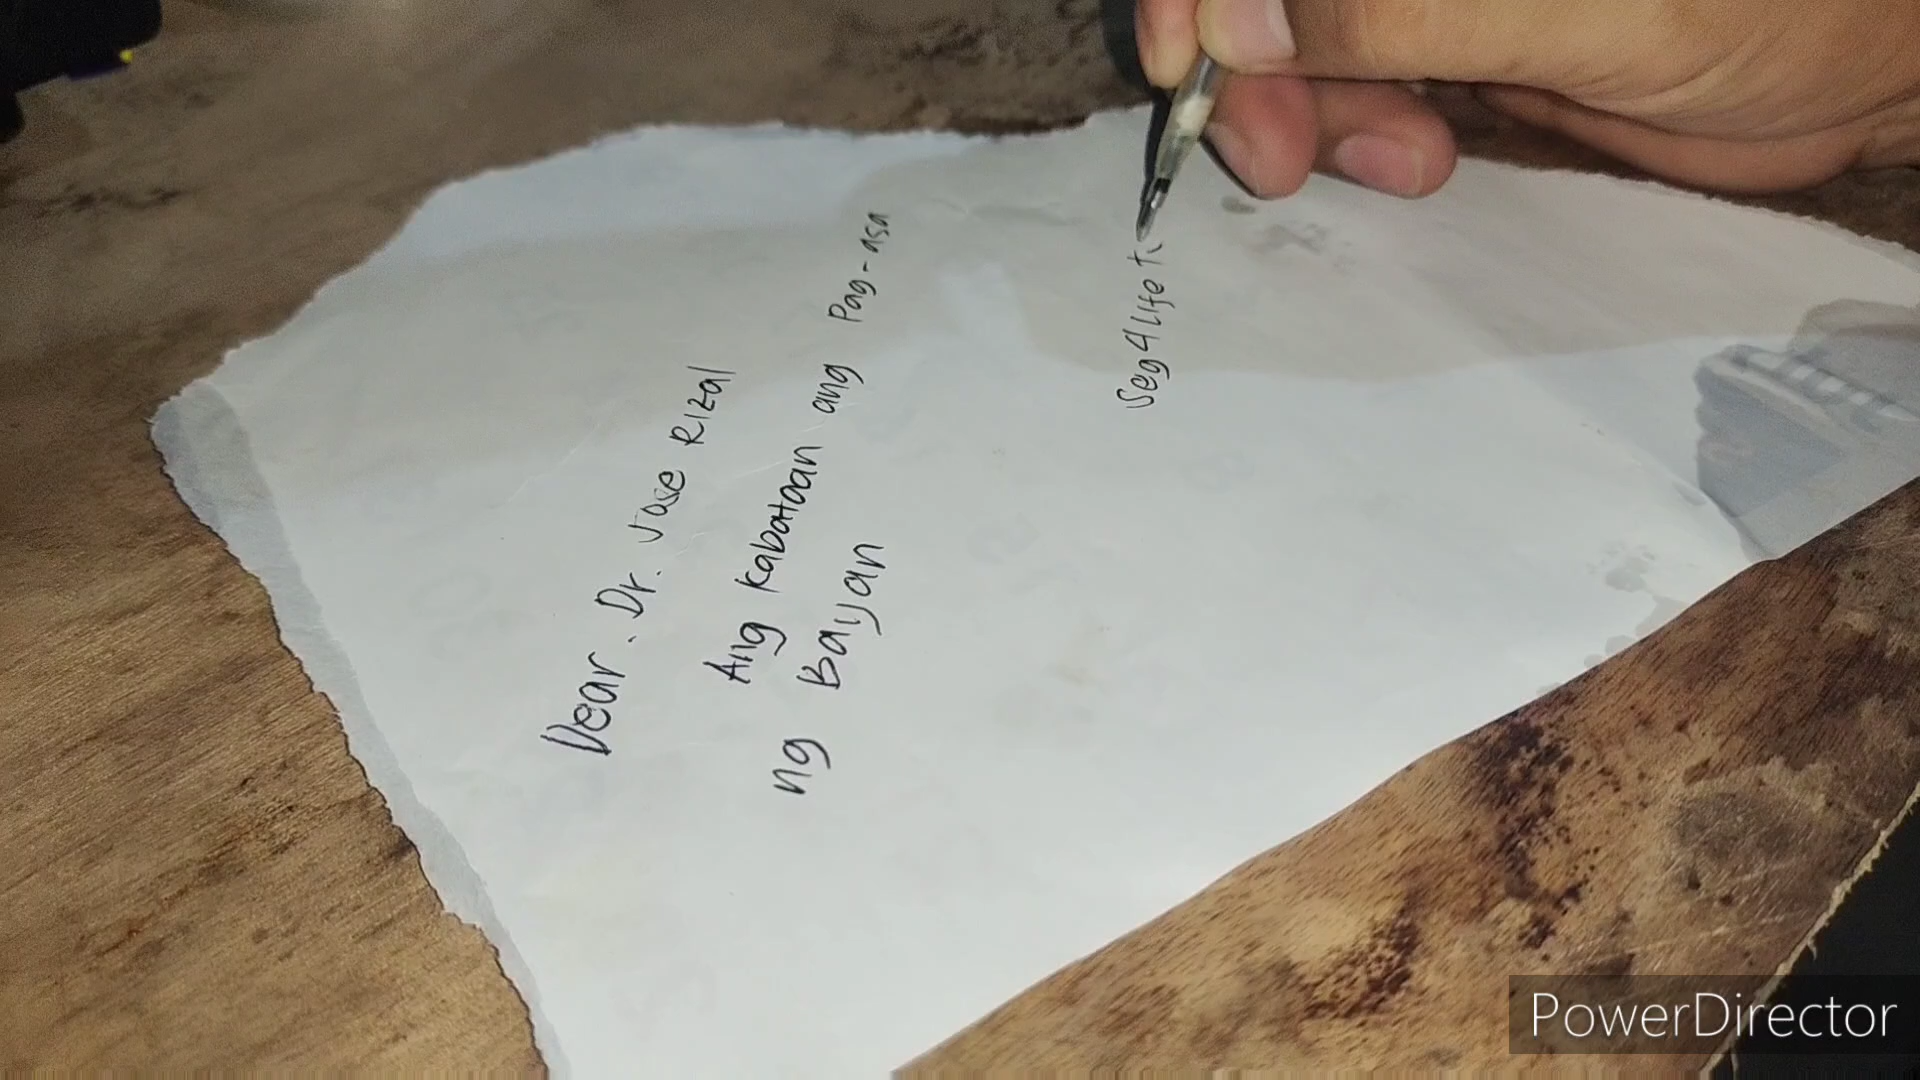 Dear. Dr. Jose Rizal
Ang Kabataan ang Pag-asa
ng Bayan
Seg4life
PowerDirector